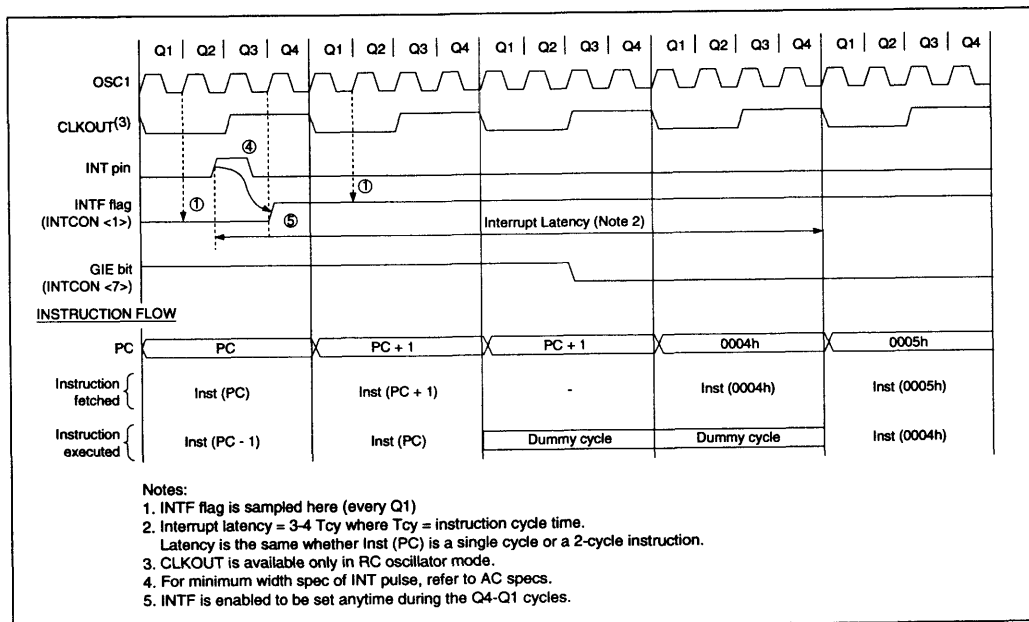 Q1 | Q2 | Q3 | Q4 | Q1 | Q2 | Q3 | Q4 | Q1 | Q2 | Q3 | Q4 | Q1 | Q2 | Q3 | Q4 | Q1 | Q2 | Q3 | Q4
OSC1
CLKOUT(3)
④
INT pin
①
INTF flag
(INTCON <1>)
①
⑤
Interrupt Latency (Note 2)
GIE bit
(INTCON <7>)
INSTRUCTION FLOW
PC PC PC + 1 PC + 1 0004h 0005h
Instruction
fetched
Inst (PC) Inst (PC + 1) - Inst (0004h) Inst (0005h)
Instruction
executed
Inst (PC - 1) Inst (PC) Dummy cycle Dummy cycle Inst (0004h)
Notes:
1. INTF flag is sampled here (every Q1)
2. Interrupt latency = 3-4 Tcy where Tcy = instruction cycle time.
Latency is the same whether Inst (PC) is a single cycle or a 2-cycle instruction.
3. CLKOUT is available only in RC oscillator mode.
4. For minimum width spec of INT pulse, refer to AC specs.
5. INTF is enabled to be set anytime during the Q4-Q1 cycles.